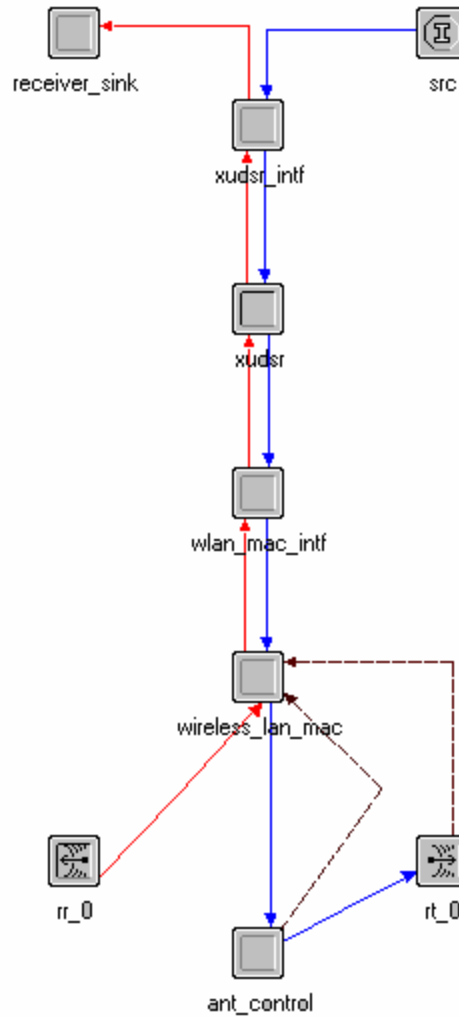 receiver_sink
src
xudsr_intf
xudsr
wlan_mac_intf
wireless_lan_mac
rr_0
rt_0
ant_control